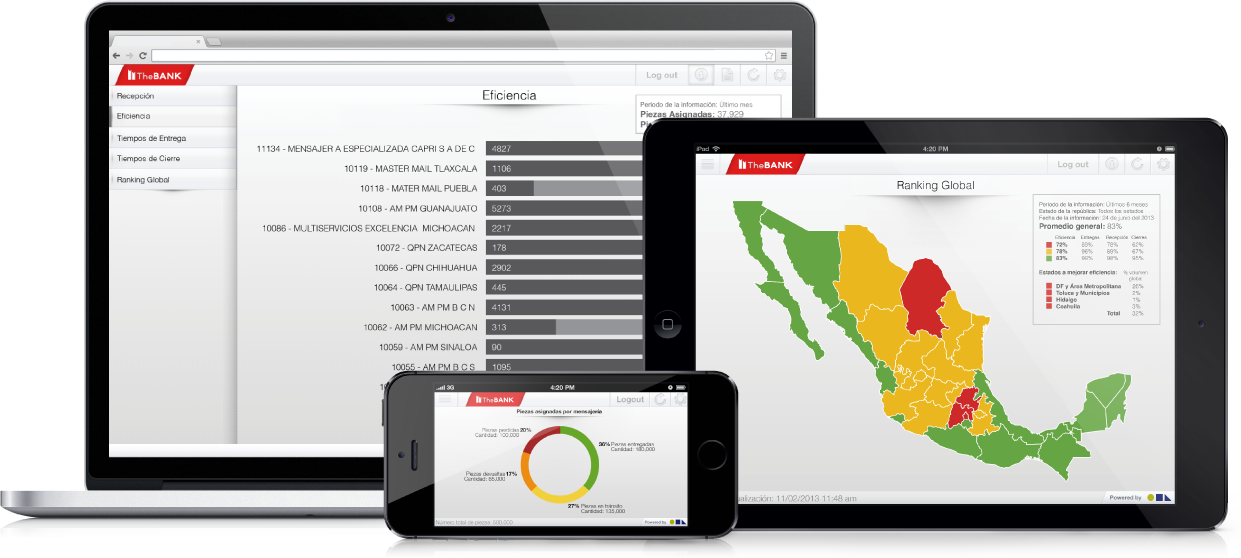 TheBANK
Log out
Recepción
Eficiencia
Tiempos de Entrega
Tiempos de Cierre
Ranking Global
Eficiencia
Periodo de la información: Último mes
Piezas Asignadas: 37,929
11134 - MENSAJER A ESPECIALIZADA CAPRI S A DE C 4827
10119 - MASTER MAIL TLAXCALA 1106
10118 - MATER MAIL PUEBLA 403
10108 - AM PM GUANAJUATO 5273
10086 - MULTISERVICIOS EXCELENCIA MICHOACAN 2217
10072 - QPN ZACATECAS 178
10066 - QPN CHIHUAHUA 2902
10064 - QPN TAMAULIPAS 445
10063 - AM PM B C N 4131
10062 - AM PM MICHOACAN 313
10059 - AM PM SINALOA 90
10055 - AM PM B C S 1095
iPad 4:20 PM
TheBANK
Log out
Ranking Global
Periodo de la información: Últimos 6 meses
Estado de la república: Todos los estados
Fecha de la información: 24 de junio del 2013
Promedio general: 83%
Eficiencia Entregas Recepción Cierres
72% 89% 78% 62%
78% 96% 89% 67%
83% 99% 98% 95%
Estados a mejorar eficiencia: % volumen global
DF y Área Metropolitana 26%
Toluca y Municipios 2%
Hidalgo 1%
Coahuila 3%
Total 32%
ualización: 11/02/2013 11:48 am
Powered by
3G 4:20 PM
TheBANK
Logout
Piezas asignadas por mensajería
Piezas perdidas 20%
Cantidad: 100,000
36% Piezas entregadas
Cantidad: 180,000
Piezas devueltas 17%
Cantidad: 85,000
27% Piezas en tránsito
Cantidad: 135,000
Número total de piezas 500,000
Powered by